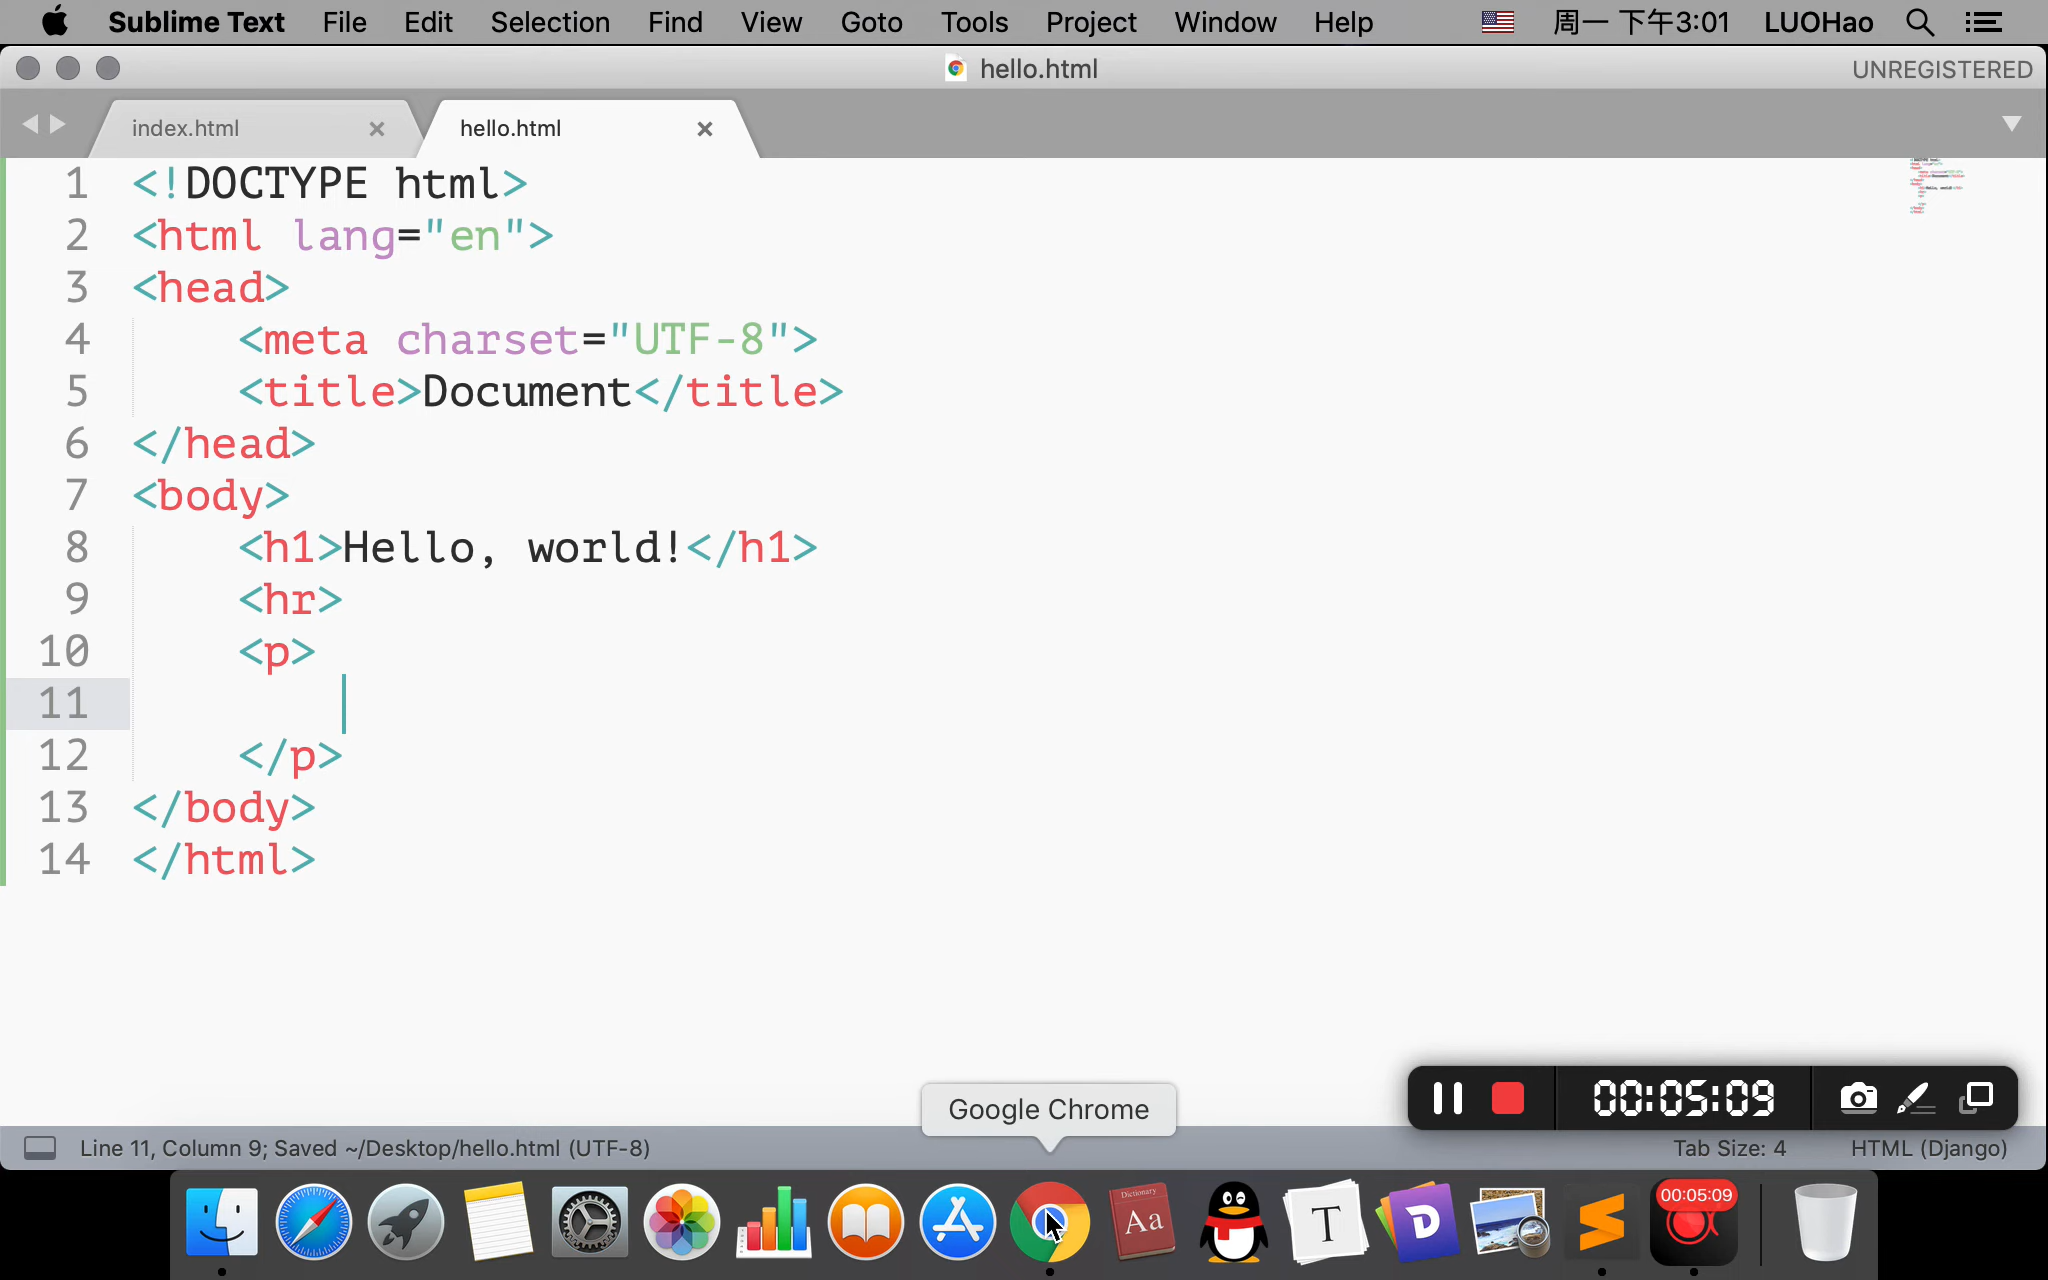 Sublime Text File Edit Selection Find View Goto Tools Project Window Help 周一 下午3:01 LUOHao
hello.html UNREGISTERED
index.html × hello.html ×
1 <!DOCTYPE html>
2 <html lang="en">
3 <head>
4 <meta charset="UTF-8">
5 <title>Document</title>
6 </head>
7 <body>
8 <h1>Hello, world!</h1>
9 <hr>
10 <p>
11
12 </p>
13 </body>
14 </html>
00:05:09
Google Chrome
Line 11, Column 9; Saved ~/Desktop/hello.html (UTF-8) Tab Size: 4 HTML (Django)
Dictionary
Aa
T
D
00:05:09